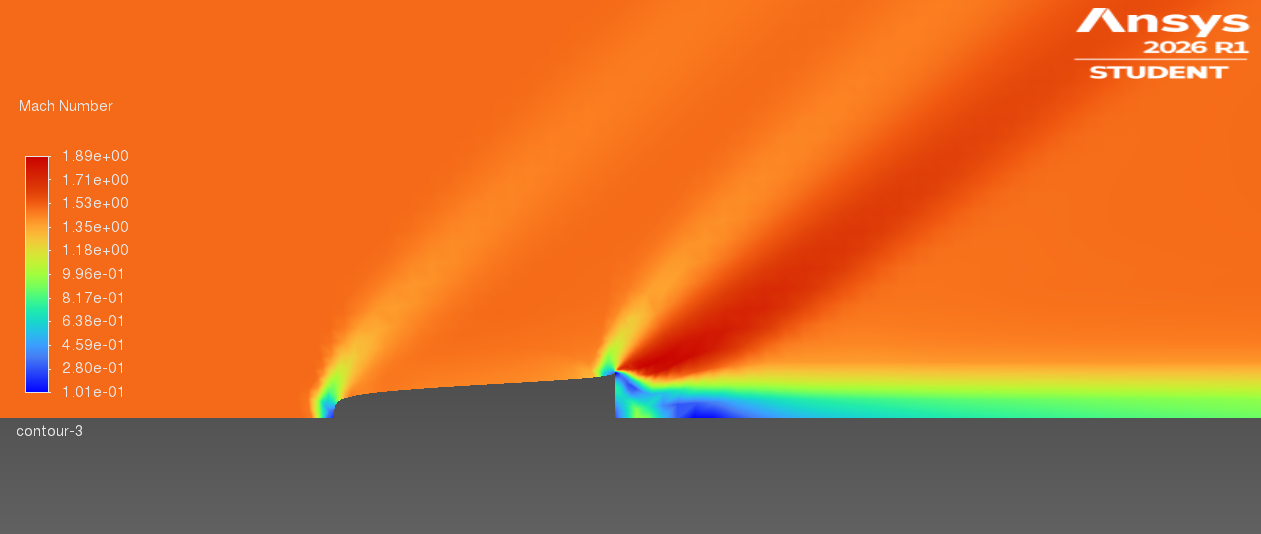 Ansys
2026 R1
STUDENT
Mach Number
1.89e+00
1.71e+00
1.53e+00
1.35e+00
1.18e+00
9.96e-01
8.17e-01
6.38e-01
4.59e-01
2.80e-01
1.01e-01
contour-3